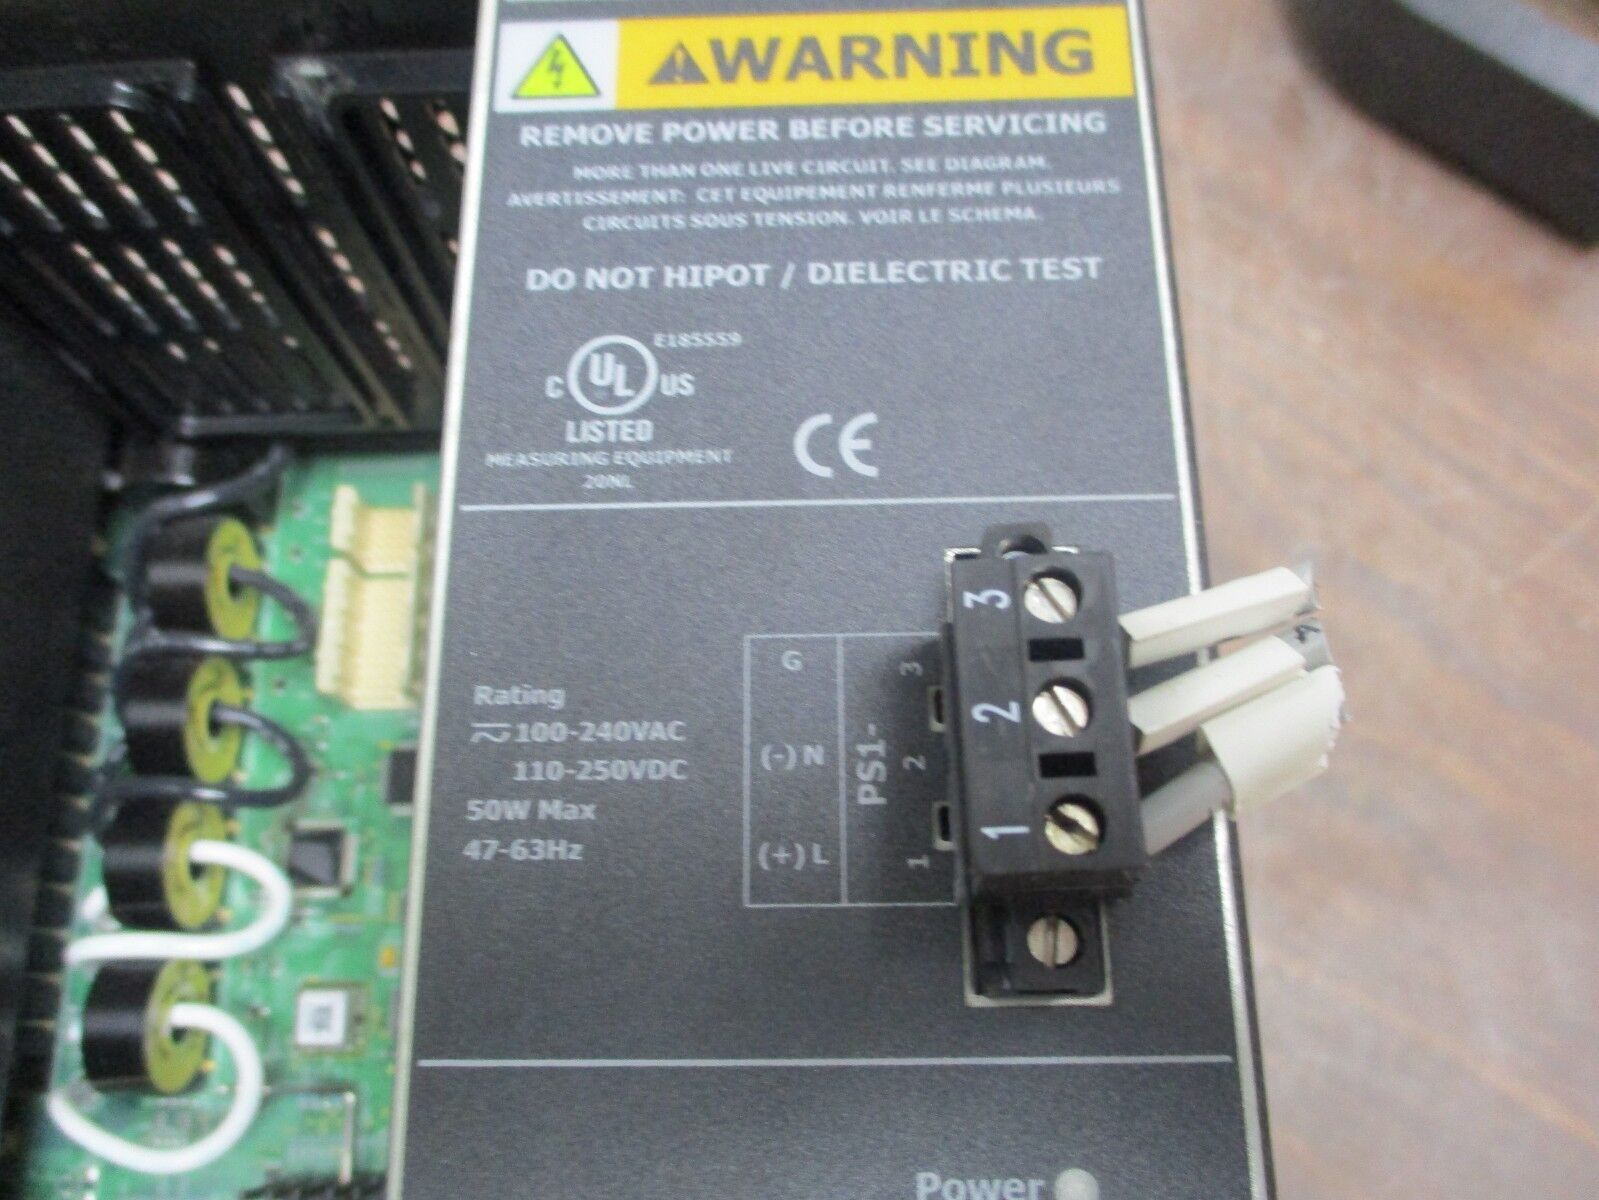 WARNING
REMOVE POWER BEFORE SERVICING
MORE THAN ONE LIVE CIRCUIT. SEE DIAGRAM.
AVERTISSEMENT: CET EQUIPEMENT RENFERME PLUSIEURS
CIRCUITS SOUS TENSION. VOIR LE SCHEMA.
DO NOT HIPOT / DIELECTRIC TEST
E185559
C UL US
LISTED
MEASURING EQUIPMENT
20NL
CE
Rating
100-240VAC
110-250VDC
50W Max
47-63Hz
G
(-) N
(+) L
PS1-
3
2
1
3
2
1
Power